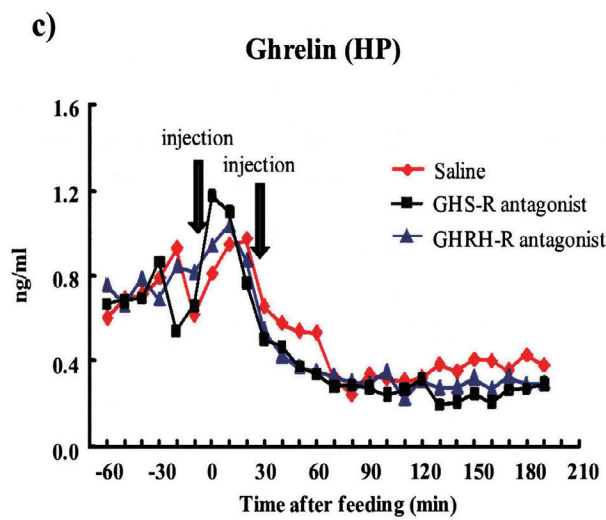 c)
Ghrelin (HP)
1.6
injection
injection
Saline
1.2
GHS-R antagonist
GHRH-R antagonist
ng/ml
0.8
0.4
0.0
-60 -30 0 30 60 90 120 150 180 210
Time after feeding (min)